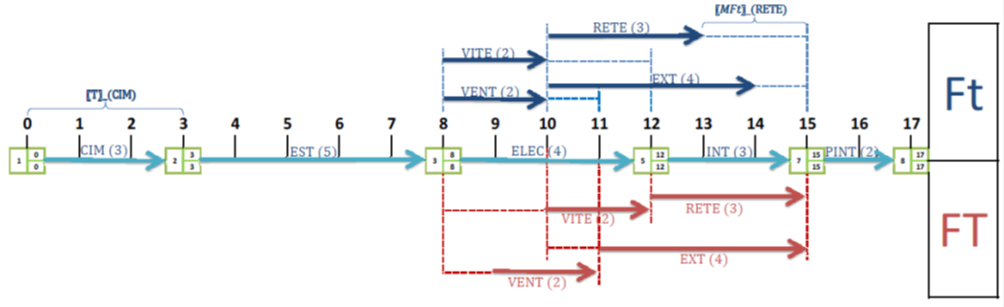 RETE (3)
[MFt]_(RETE)
VITE (2)
EXT (4)
VENT (2)
[T]_(CIM)
Ft
0 1 2 3 4 5 6 7 8 9 10 11 12 13 14 15 16 17
1 0 0
CIM (3)
2 3 3
EST (5)
3 8 8
ELEC(4)
5 12 12
INT (3)
7 15 15
PINT (2)
8 17 17
VITE (2)
RETE (3)
EXT (4)
VENT (2)
FT